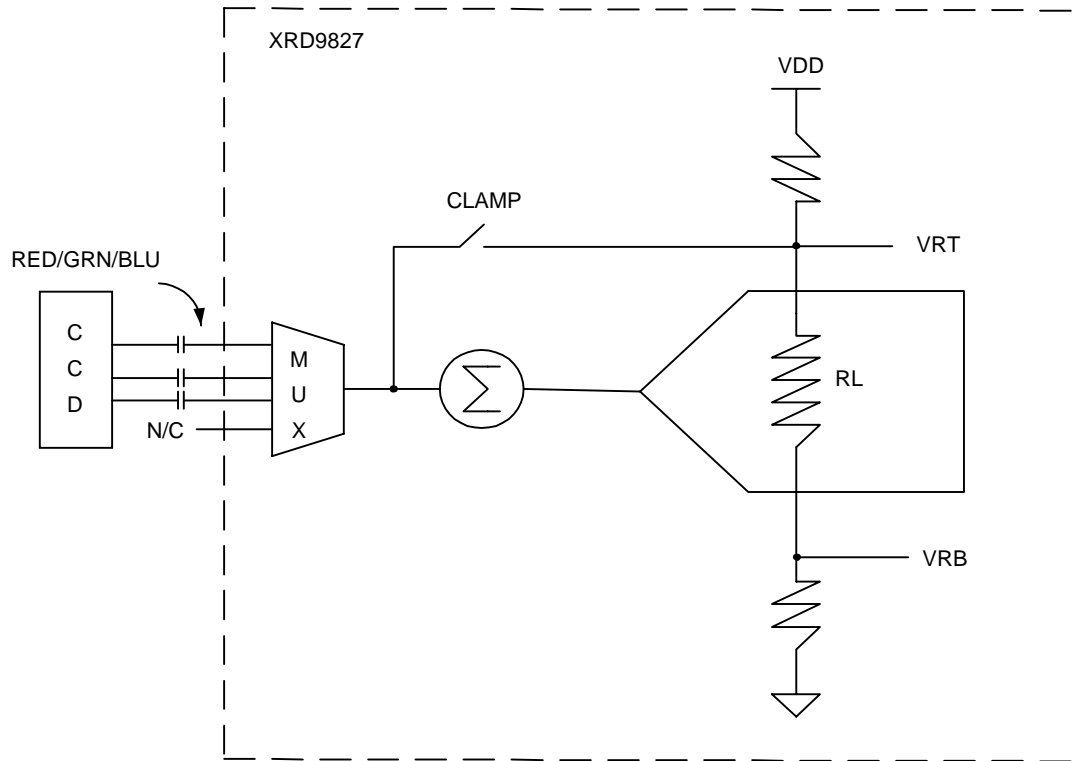 XRD9827
VDD
CLAMP
VRT
RED/GRN/BLU
C
C
D
M
U
X
∑
RL
N/C
VRB